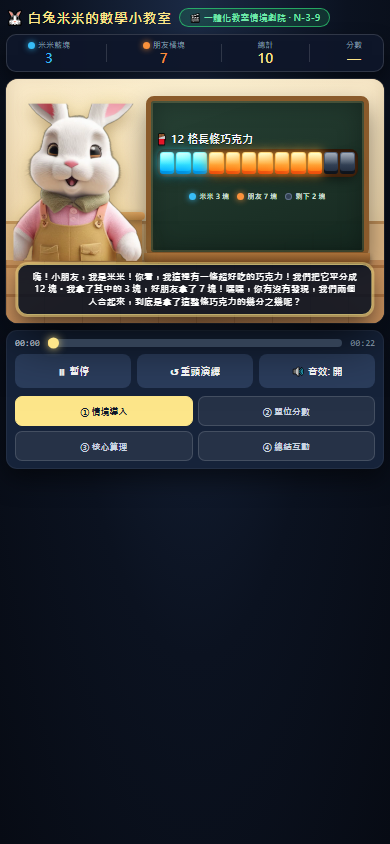 白兔米米的數學小教室
一體化教室情境劇院 · N-3-9
米米藍塊
3
朋友橘塊
7
總計
10
分數
—
12 格長條巧克力
米米 3 塊
朋友 7 塊
剩下 2 塊
嗨！小朋友，我是米米！你看，我這裡有一條超好吃的巧克力！我們把它平分成
12 塊。我拿了其中的 3 塊，好朋友拿了 7 塊！嘿嘿，你有沒有發現，我們兩個
人合起來，到底是拿了這整條巧克力的幾分之幾呢？
00:00
00:22
⏸ 暫停
↺ 重頭演繹
🔊 音效: 開
① 情境導入
② 單位分數
③ 核心算理
④ 總結互動